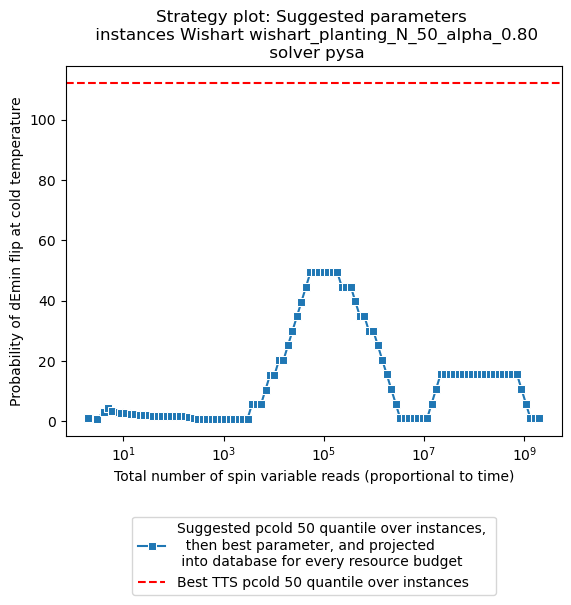 Strategy plot: Suggested parameters
instances Wishart wishart_planting_N_50_alpha_0.80
solver pysa
Probability of dEmin flip at cold temperature
100
80
60
40
20
0
10^1
10^3
10^5
10^7
10^9
Total number of spin variable reads (proportional to time)
Suggested pcold 50 quantile over instances,
then best parameter, and projected
into database for every resource budget
Best TTS pcold 50 quantile over instances